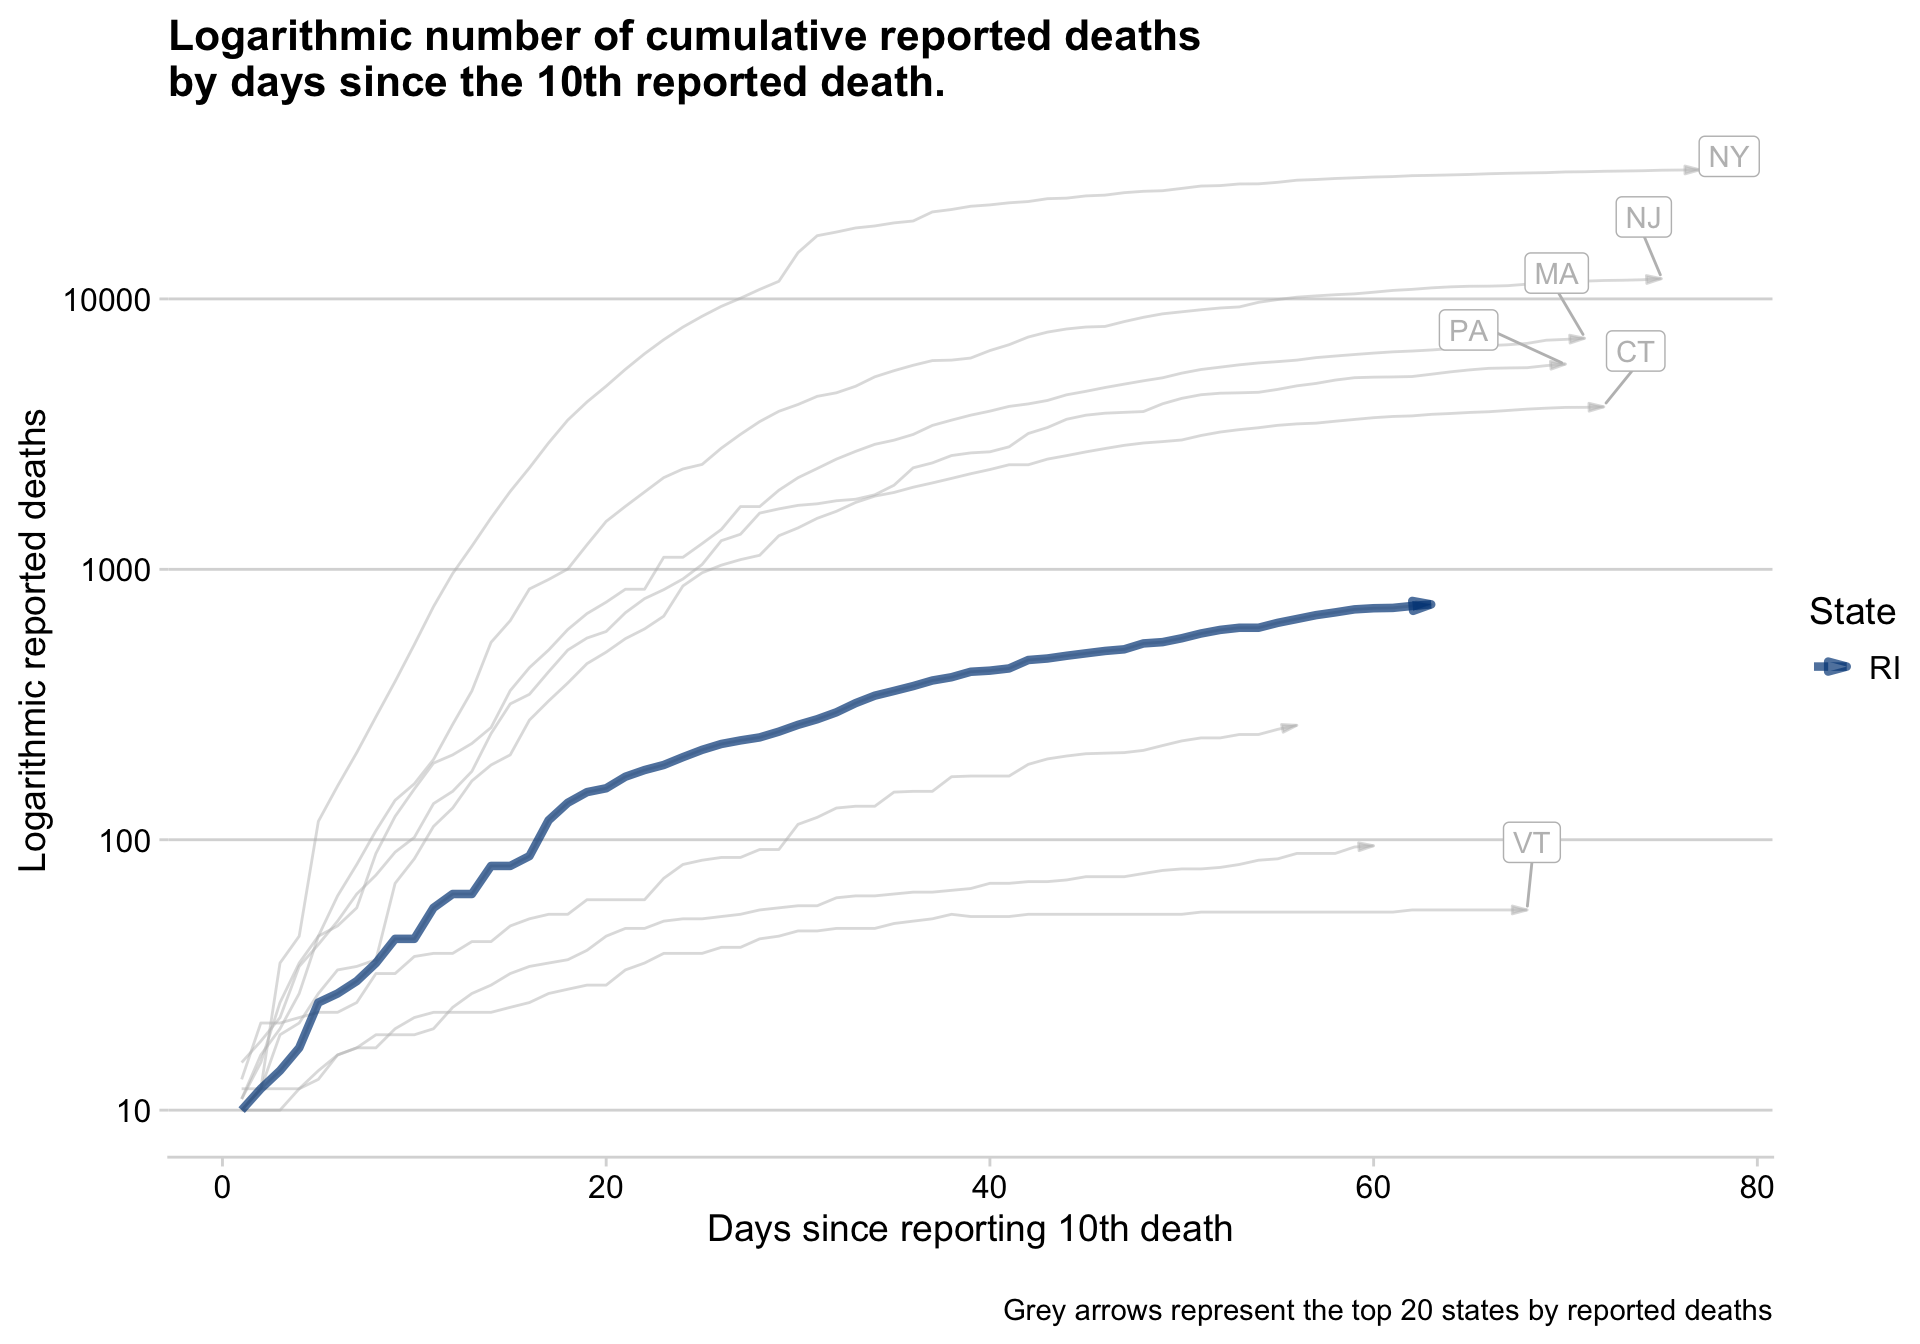 Logarithmic number of cumulative reported deaths
by days since the 10th reported death.
NY
NJ
MA
PA
CT
VT
10000
1000
100
10
Logarithmic reported deaths
0 20 40 60 80
Days since reporting 10th death
State
RI
Grey arrows represent the top 20 states by reported deaths